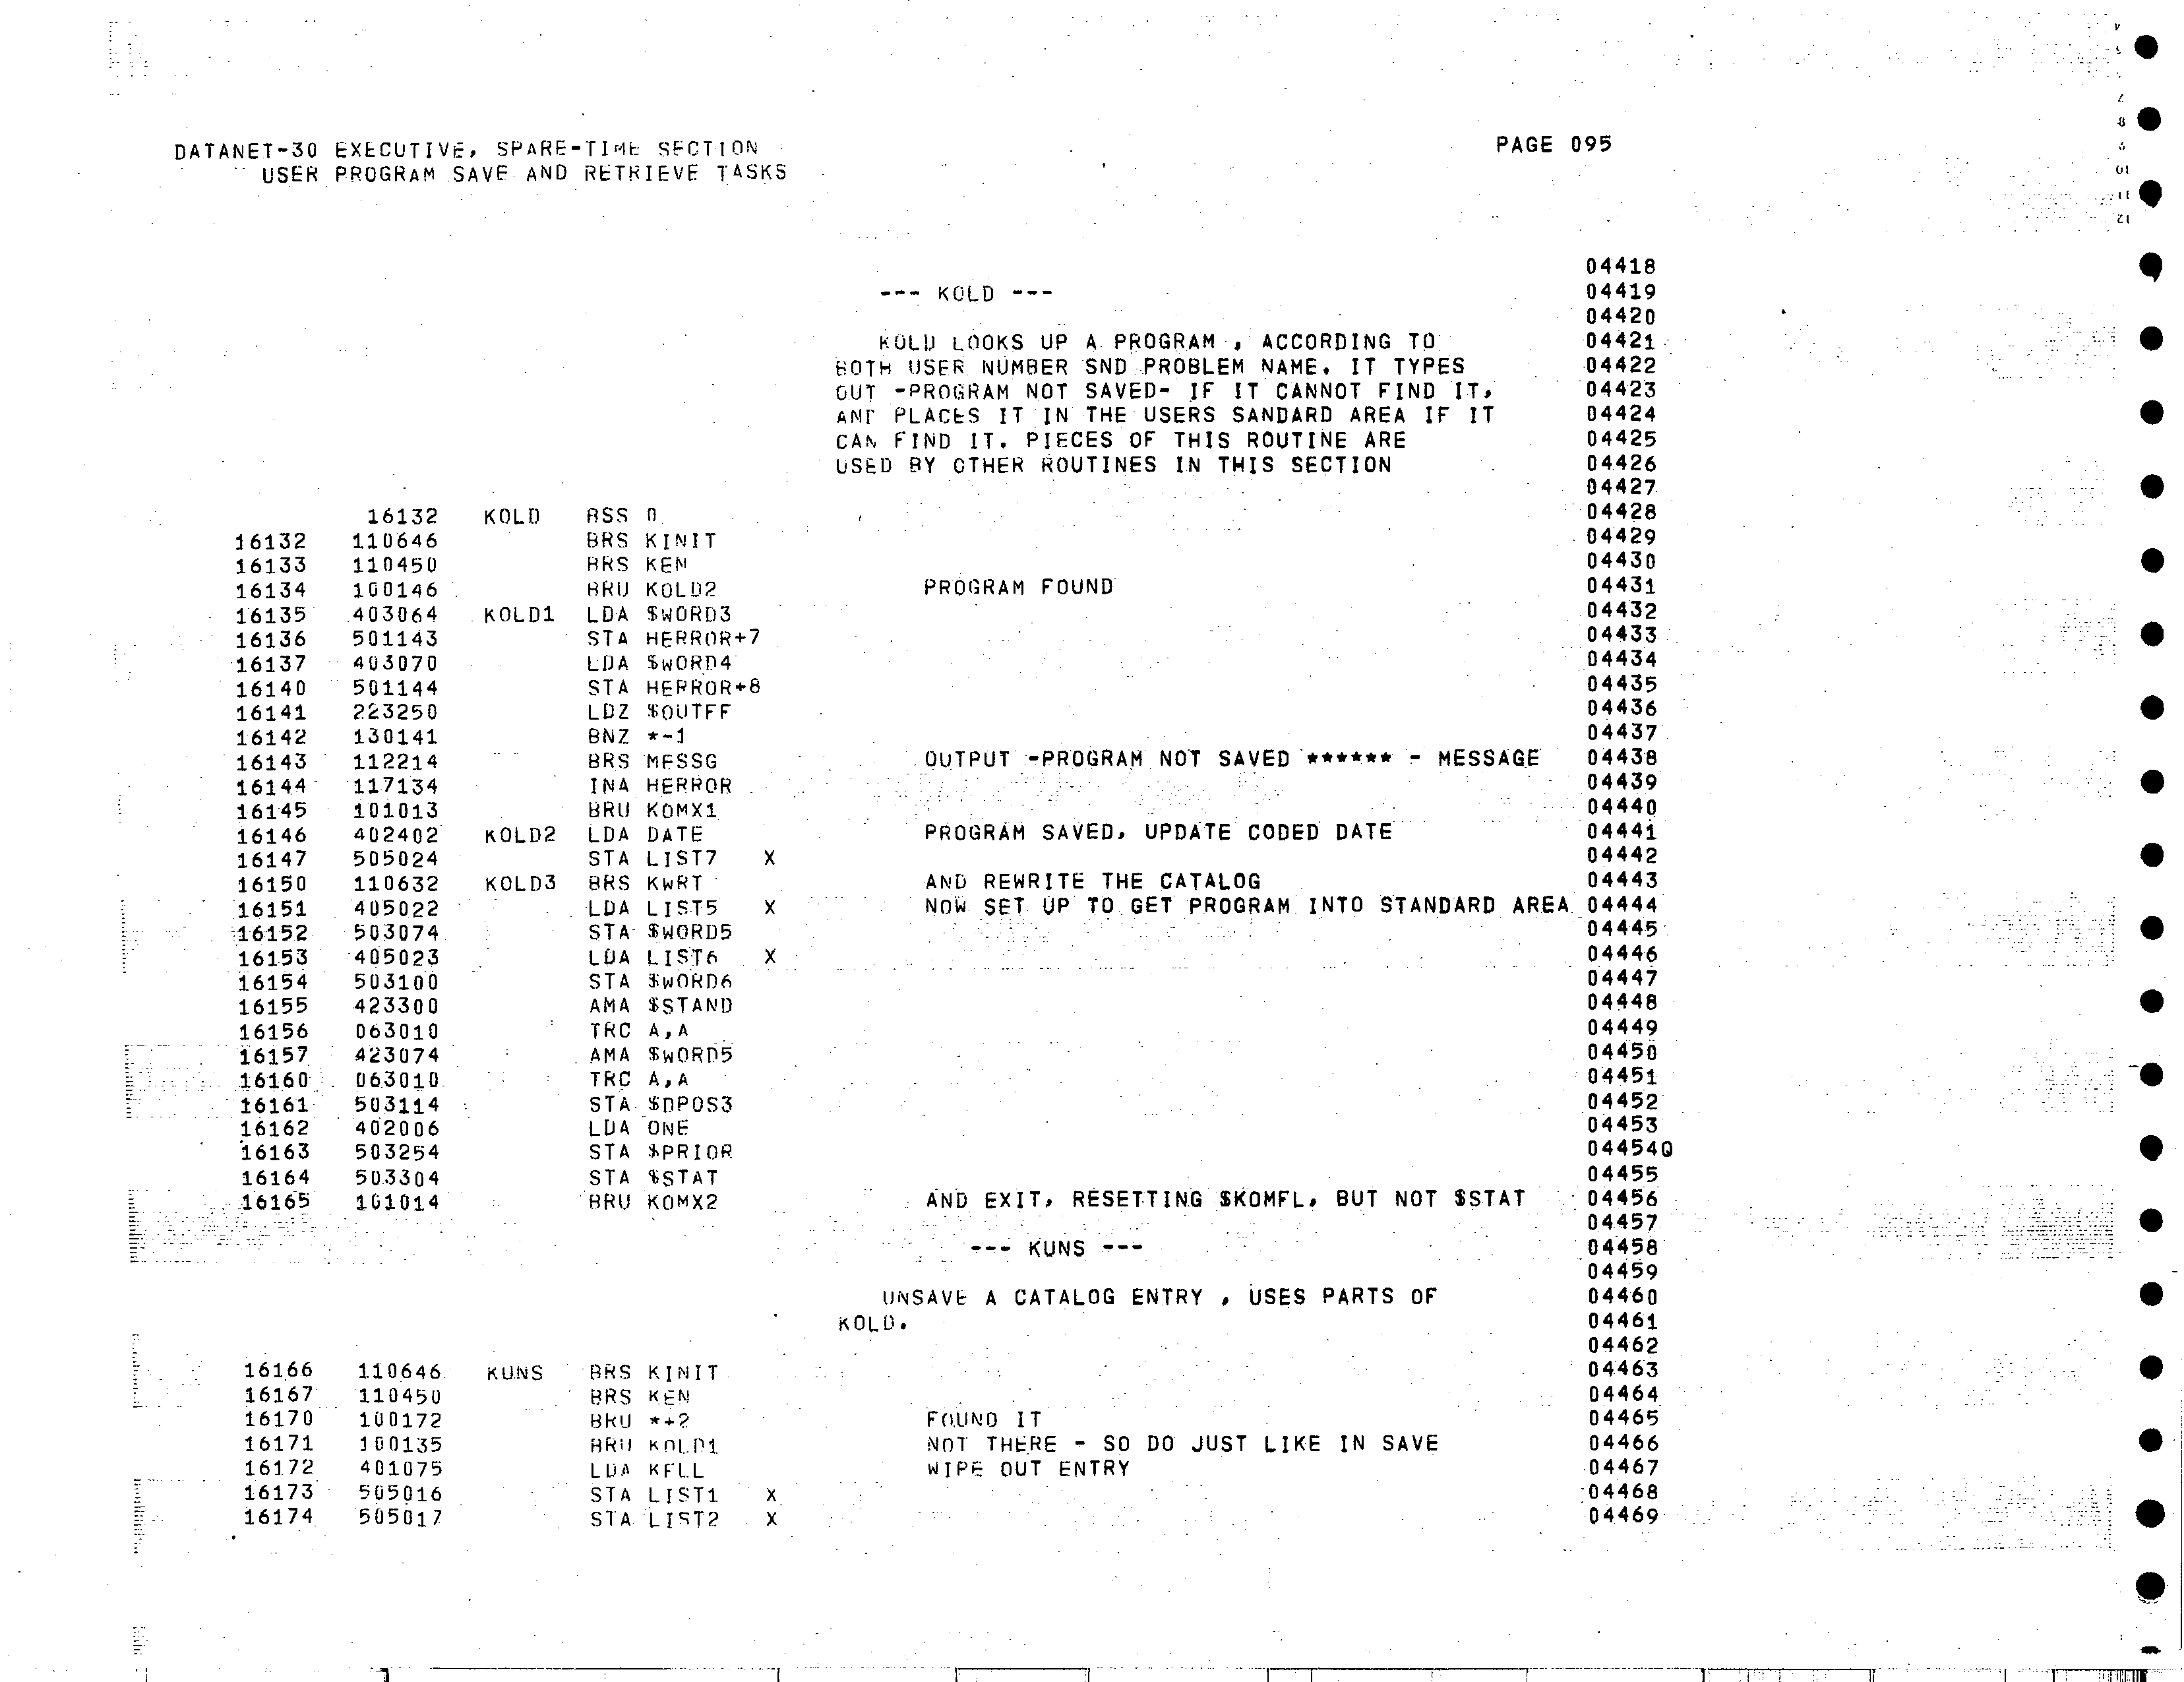 DATANET-30 EXECUTIVE, SPARE-TIME SECTION PAGE 095
USER PROGRAM SAVE AND RETRIEVE TASKS
04418
--- KOLD --- 04419
04420
KOLD LOOKS UP A PROGRAM , ACCORDING TO 04421
BOTH USER NUMBER SND PROBLEM NAME. IT TYPES 04422
OUT -PROGRAM NOT SAVED- IF IT CANNOT FIND IT, 04423
AND PLACES IT IN THE USERS SANDARD AREA IF IT 04424
CAN FIND IT. PIECES OF THIS ROUTINE ARE 04425
USED BY OTHER ROUTINES IN THIS SECTION 04426
04427
16132 KOLD BSS 0 04428
16132 110646 BRS KINIT 04429
16133 110450 BRS KEN 04430
16134 100146 BRU KOLD2 PROGRAM FOUND 04431
16135 403064 KOLD1 LDA $WORD3 04432
16136 501143 STA HERROR+7 04433
16137 403070 LDA $WORD4 04434
16140 501144 STA HERROR+8 04435
16141 223250 LDZ $OUTFF 04436
16142 130141 BNZ *-1 04437
16143 112214 BRS MESSG OUTPUT -PROGRAM NOT SAVED ****** - MESSAGE 04438
16144 117134 INA HERROR 04439
16145 101013 BRU KOMX1 04440
16146 402402 KOLD2 LDA DATE PROGRAM SAVED, UPDATE CODED DATE 04441
16147 505024 STA LIST7 X 04442
16150 110632 KOLD3 BRS KWRT AND REWRITE THE CATALOG 04443
16151 405022 LDA LIST5 X NOW SET UP TO GET PROGRAM INTO STANDARD AREA 04444
16152 503074 STA $WORD5 04445
16153 405023 LDA LIST6 X 04446
16154 503100 STA $WORD6 04447
16155 423300 AMA $STAND 04448
16156 063010 TRC A,A 04449
16157 423074 AMA $WORD5 04450
16160 063010 TRC A,A 04451
16161 503114 STA $DPOS3 04452
16162 402006 LDA ONE 04453
16163 503254 STA $PRIOR 04454Q
16164 503304 STA $STAT 04455
16165 101014 BRU KOMX2 AND EXIT, RESETTING $KOMFL, BUT NOT $STAT 04456
04457
--- KUNS --- 04458
04459
UNSAVE A CATALOG ENTRY , USES PARTS OF 04460
KOLD. 04461
04462
16166 110646 KUNS BRS KINIT 04463
16167 110450 BRS KEN 04464
16170 100172 BRU *+2 FOUND IT 04465
16171 100135 BRU KOLD1 NOT THERE - SO DO JUST LIKE IN SAVE 04466
16172 401075 LDA KFLL WIPE OUT ENTRY 04467
16173 505016 STA LIST1 X 04468
16174 505017 STA LIST2 X 04469